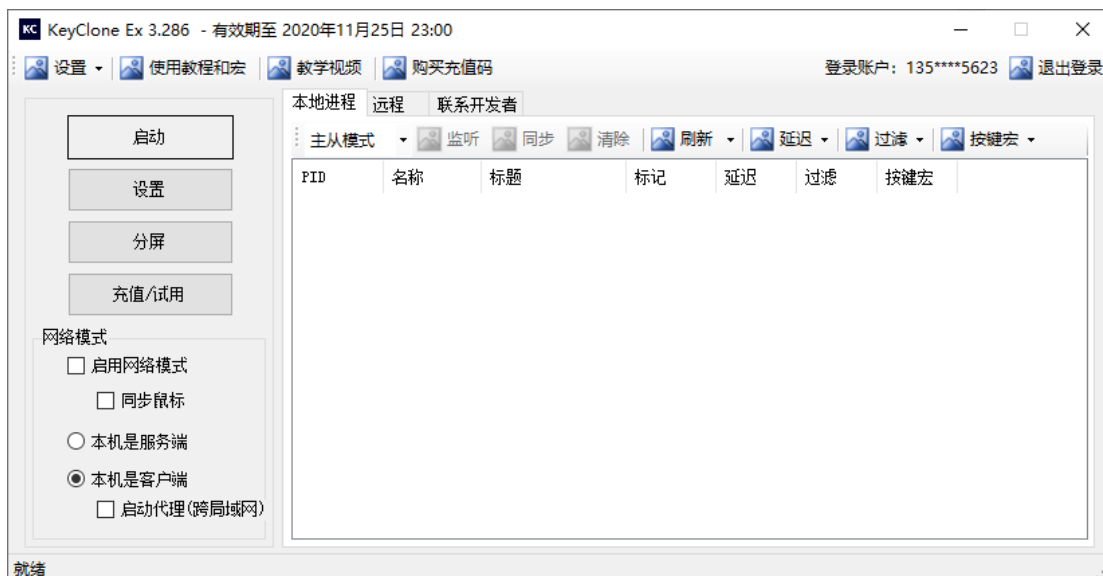 KC KeyClone Ex 3.286 - 有效期至 2020年11月25日 23:00
设置 使用教程和宏 教学视频 购买充值码 登录账户：135****5623 退出登录
本地进程 远程 联系开发者
启动
主从模式 监听 同步 清除 刷新 延迟 过滤 按键宏
PID 名称 标题 标记 延迟 过滤 按键宏
设置
分屏
充值/试用
网络模式
启用网络模式
同步鼠标
本机是服务端
本机是客户端
启动代理(跨局域网)
就绪